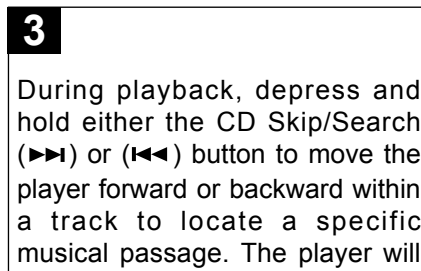 3
During playback, depress and
hold either the CD Skip/Search
(⏭) or (⏮) button to move the
player forward or backward within
a track to locate a specific
musical passage. The player will